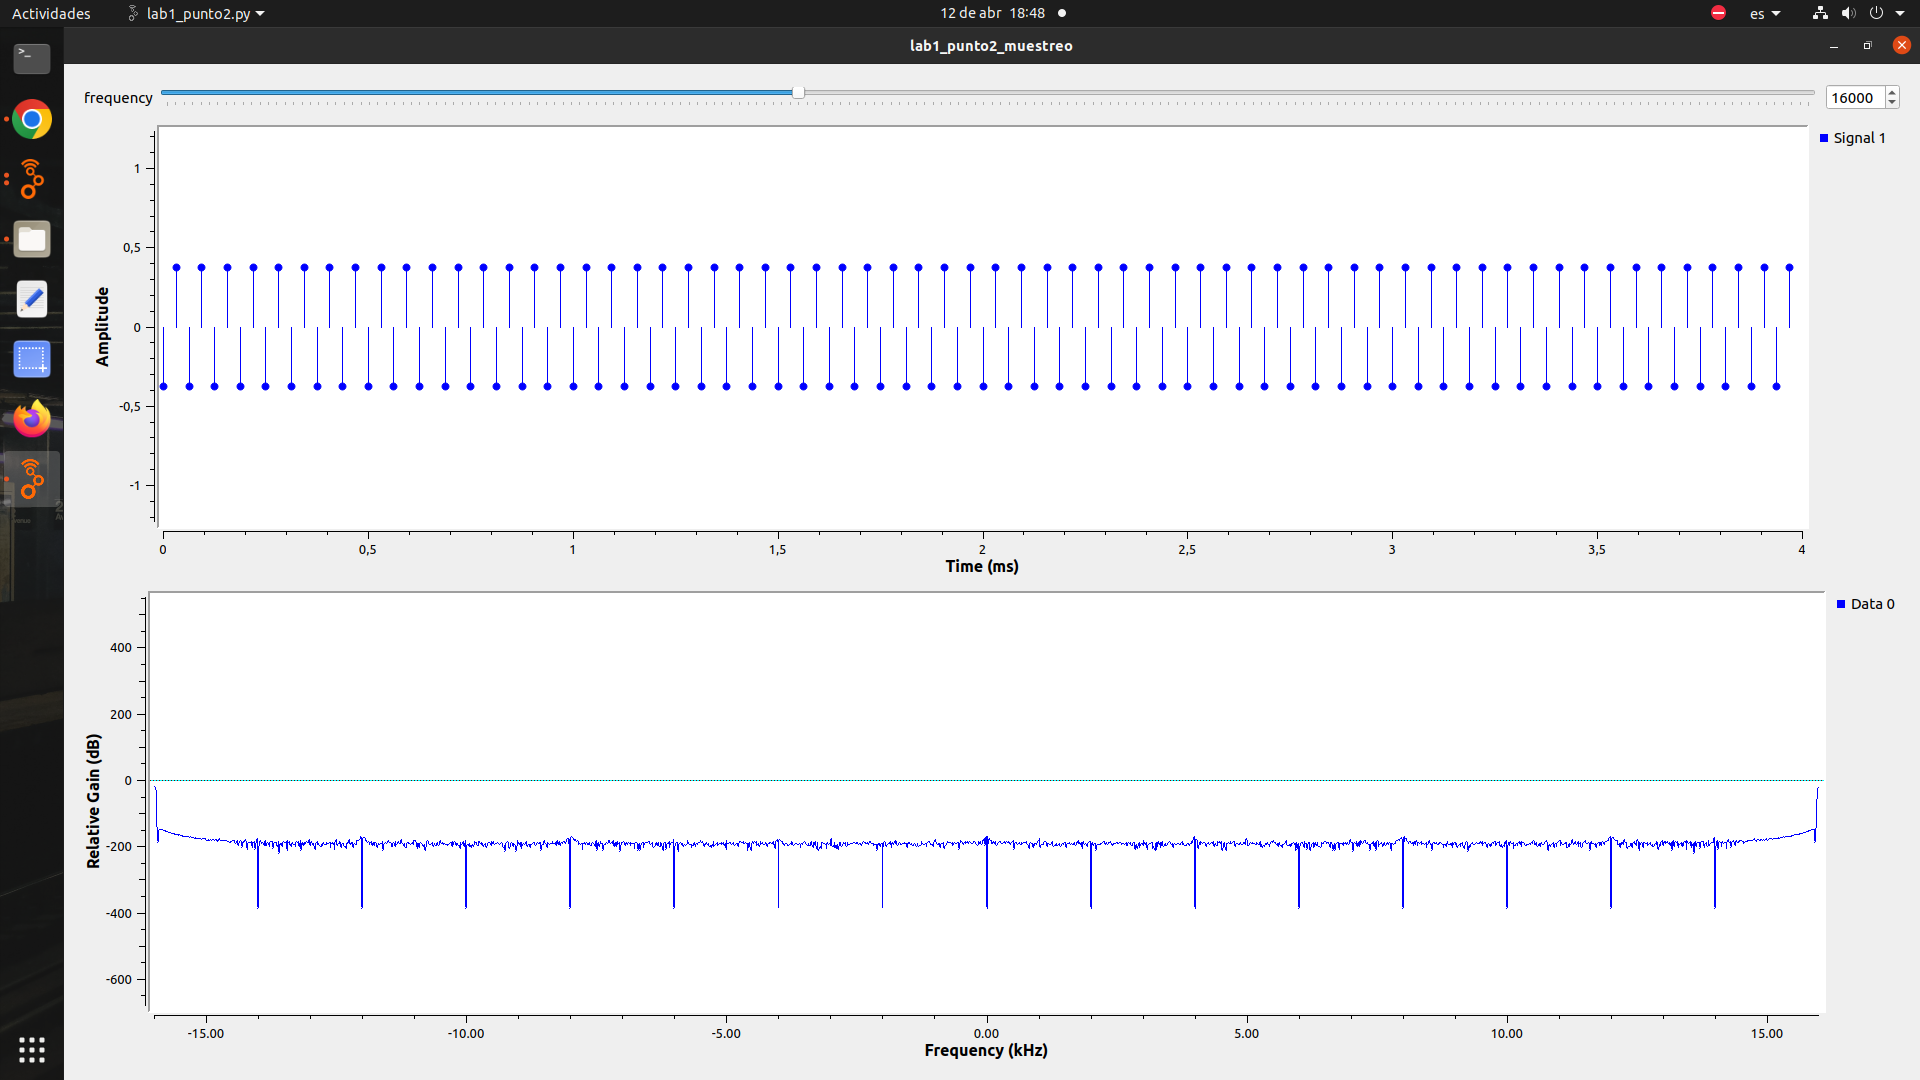 Actividades lab1_punto2.py 12 de abr 18:48 es
lab1_punto2_muestreo
frequency 16000
Signal 1
1
0,5
0
-0,5
-1
Amplitude
0 0,5 1 1,5 2 2,5 3 3,5 4
Time (ms)
Data 0
400
200
0
-200
-400
-600
Relative Gain (dB)
-15.00 -10.00 -5.00 0.00 5.00 10.00 15.00
Frequency (kHz)